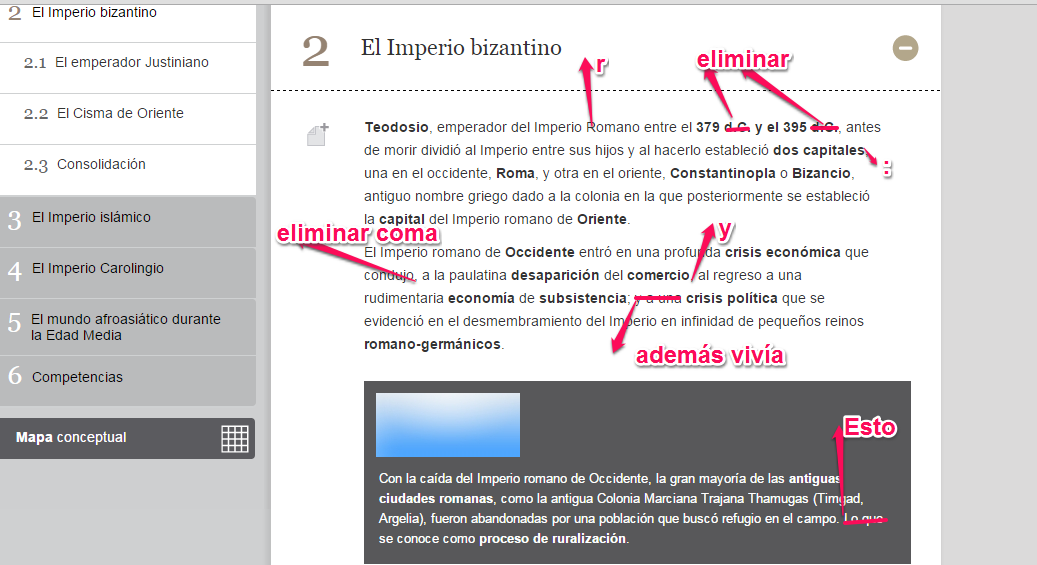 2 El Imperio bizantino
2.1 El emperador Justiniano
2.2 El Cisma de Oriente
2.3 Consolidación
3 El Imperio islámico
4 El Imperio Carolingio
5 El mundo afroasiático durante
la Edad Media
6 Competencias
Mapa conceptual
2 El Imperio bizantino
r
eliminar
Teodosio, emperador del Imperio Romano entre el 379 d.C. y el 395 d.C., antes
de morir dividió al Imperio entre sus hijos y al hacerlo estableció dos capitales,
:
una en el occidente, Roma, y otra en el oriente, Constantinopla o Bizancio,
antiguo nombre griego dado a la colonia en la que posteriormente se estableció
la capital del Imperio romano de Oriente.
eliminar coma
y
El Imperio romano de Occidente entró en una profunda crisis económica que
condujo, a la paulatina desaparición del comercio, al regreso a una
rudimentaria economía de subsistencia; y a una crisis política que se
evidenció en el desmembramiento del Imperio en infinidad de pequeños reinos
romano-germánicos.
además vivía
Esto
Con la caída del Imperio romano de Occidente, la gran mayoría de las antiguas
ciudades romanas, como la antigua Colonia Marciana Trajana Thamugas (Timgad,
Argelia), fueron abandonadas por una población que buscó refugio en el campo. Lo que
se conoce como proceso de ruralización.